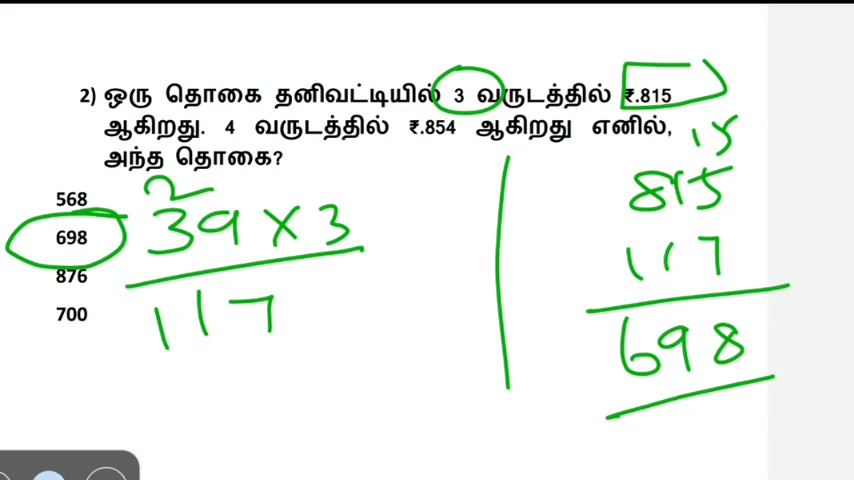 2) ஒரு தொகை தனிவட்டியில் 3 வருடத்தில் ₹.815
ஆகிறது. 4 வருடத்தில் ₹.854 ஆகிறது எனில்,
அந்த தொகை?
568
698
876
700
2
39 x 3
117
15
815
117
698